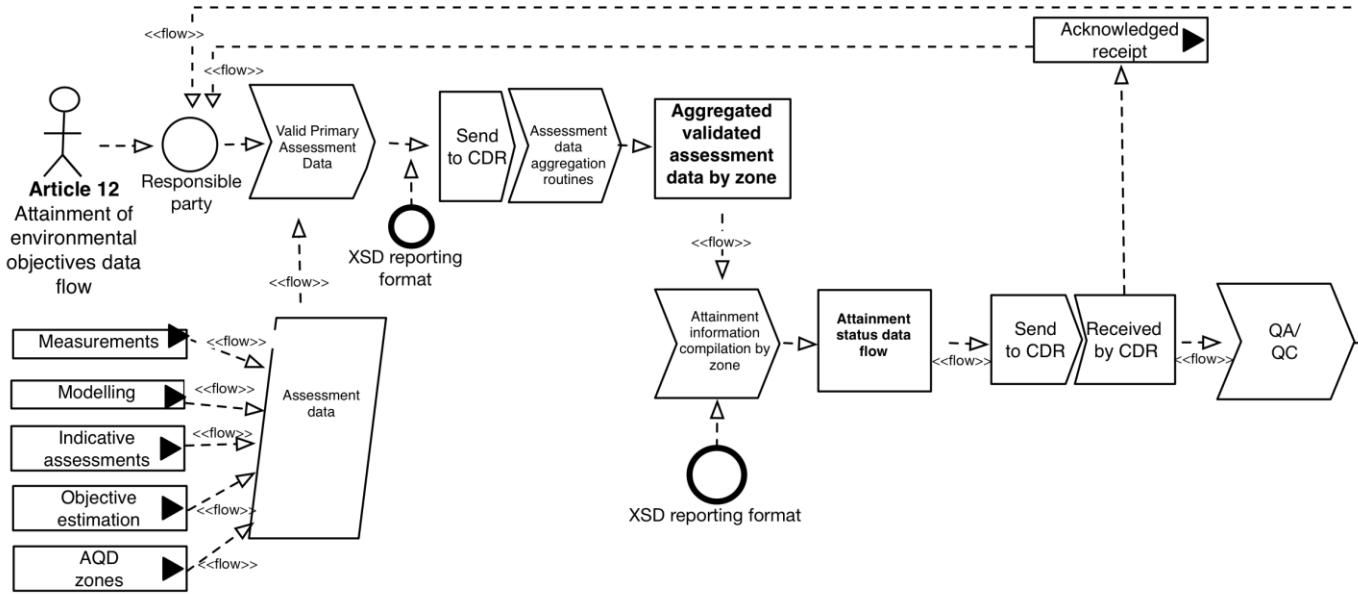 <<flow>>
Acknowledged
receipt
<<flow>>
Article 12
Attainment of
environmental
objectives data
flow
Responsible
party
Valid Primary
Assessment
Data
XSD reporting
format
Send
to CDR
Assessment
data
aggregation
routines
Aggregated
validated
assessment
data by zone
<<flow>>
<<flow>>
Measurements
<<flow>>
Modelling
<<flow>>
Indicative
assessments
<<flow>>
Objective
estimation
<<flow>>
AQD
zones
<<flow>>
Assessment
data
Attainment
information
compilation by
zone
XSD reporting format
Attainment
status data
flow
<<flow>>
Send
to CDR
Received
by CDR
<<flow>>
QA/
QC